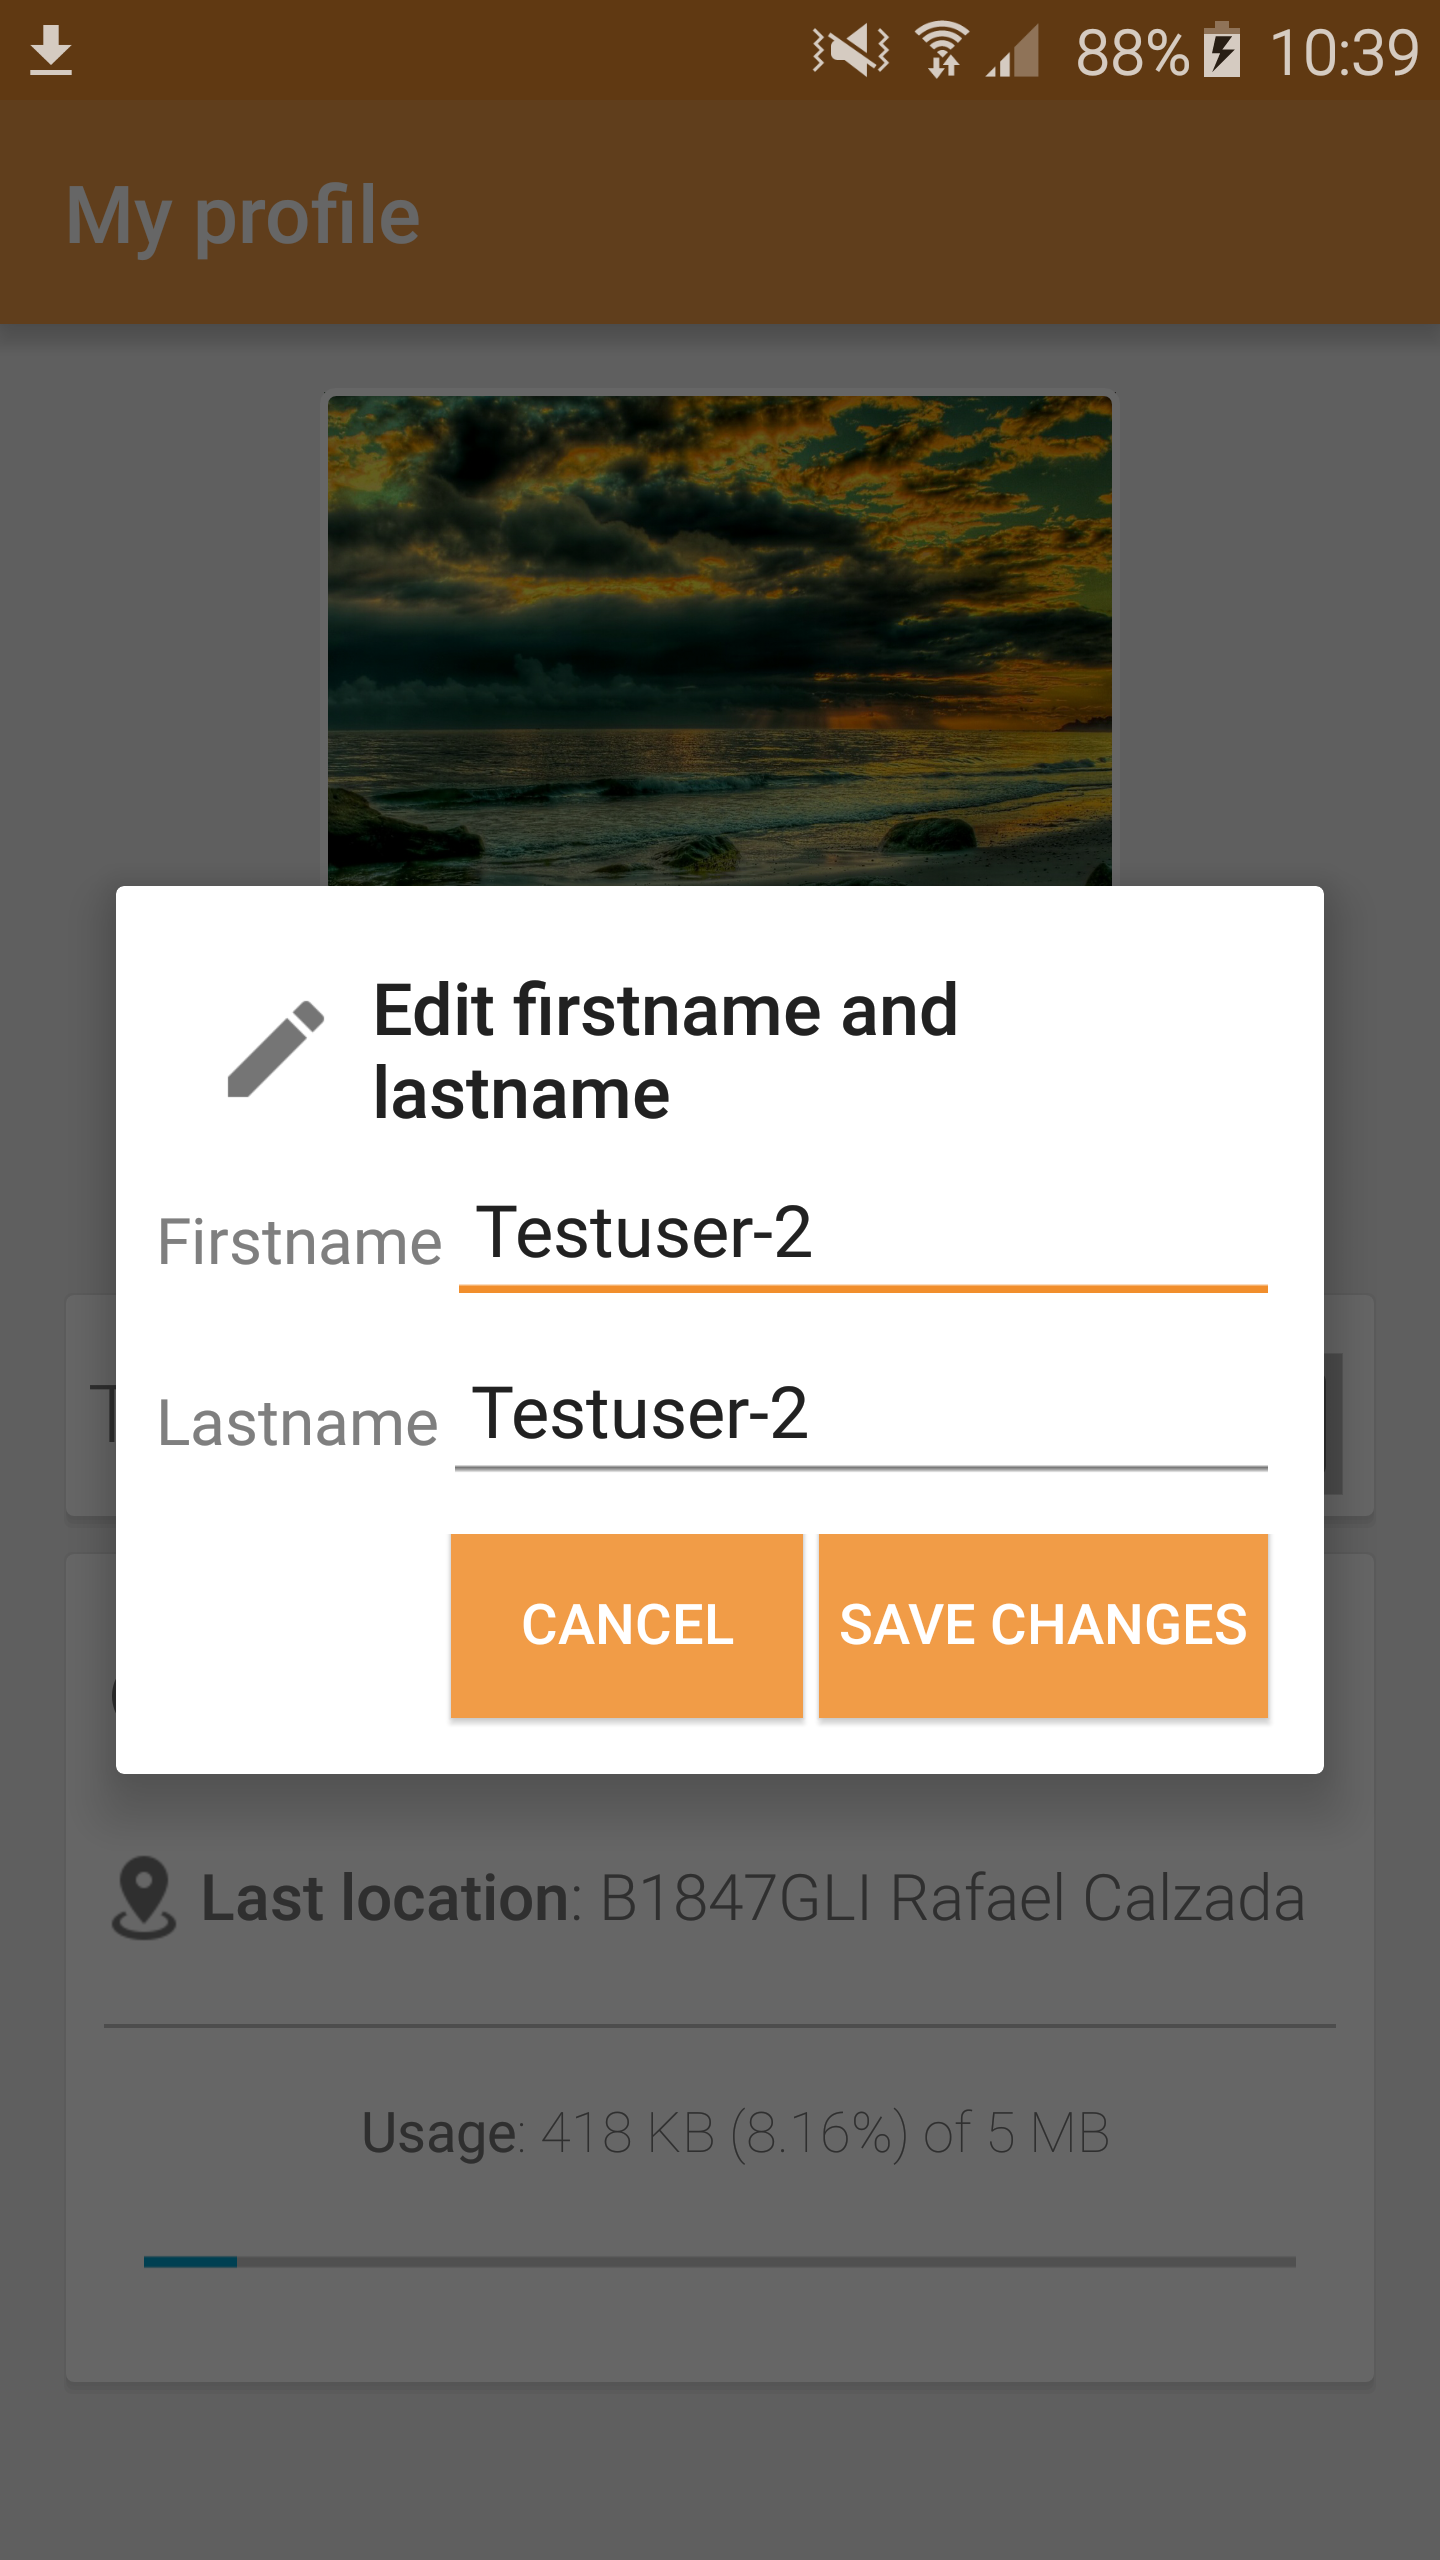 88% 10:39
My profile
Edit firstname and
lastname
Firstname Testuser-2
Lastname Testuser-2
CANCEL SAVE CHANGES
Last location: B1847GLI Rafael Calzada
Usage: 418 KB (8.16%) of 5 MB